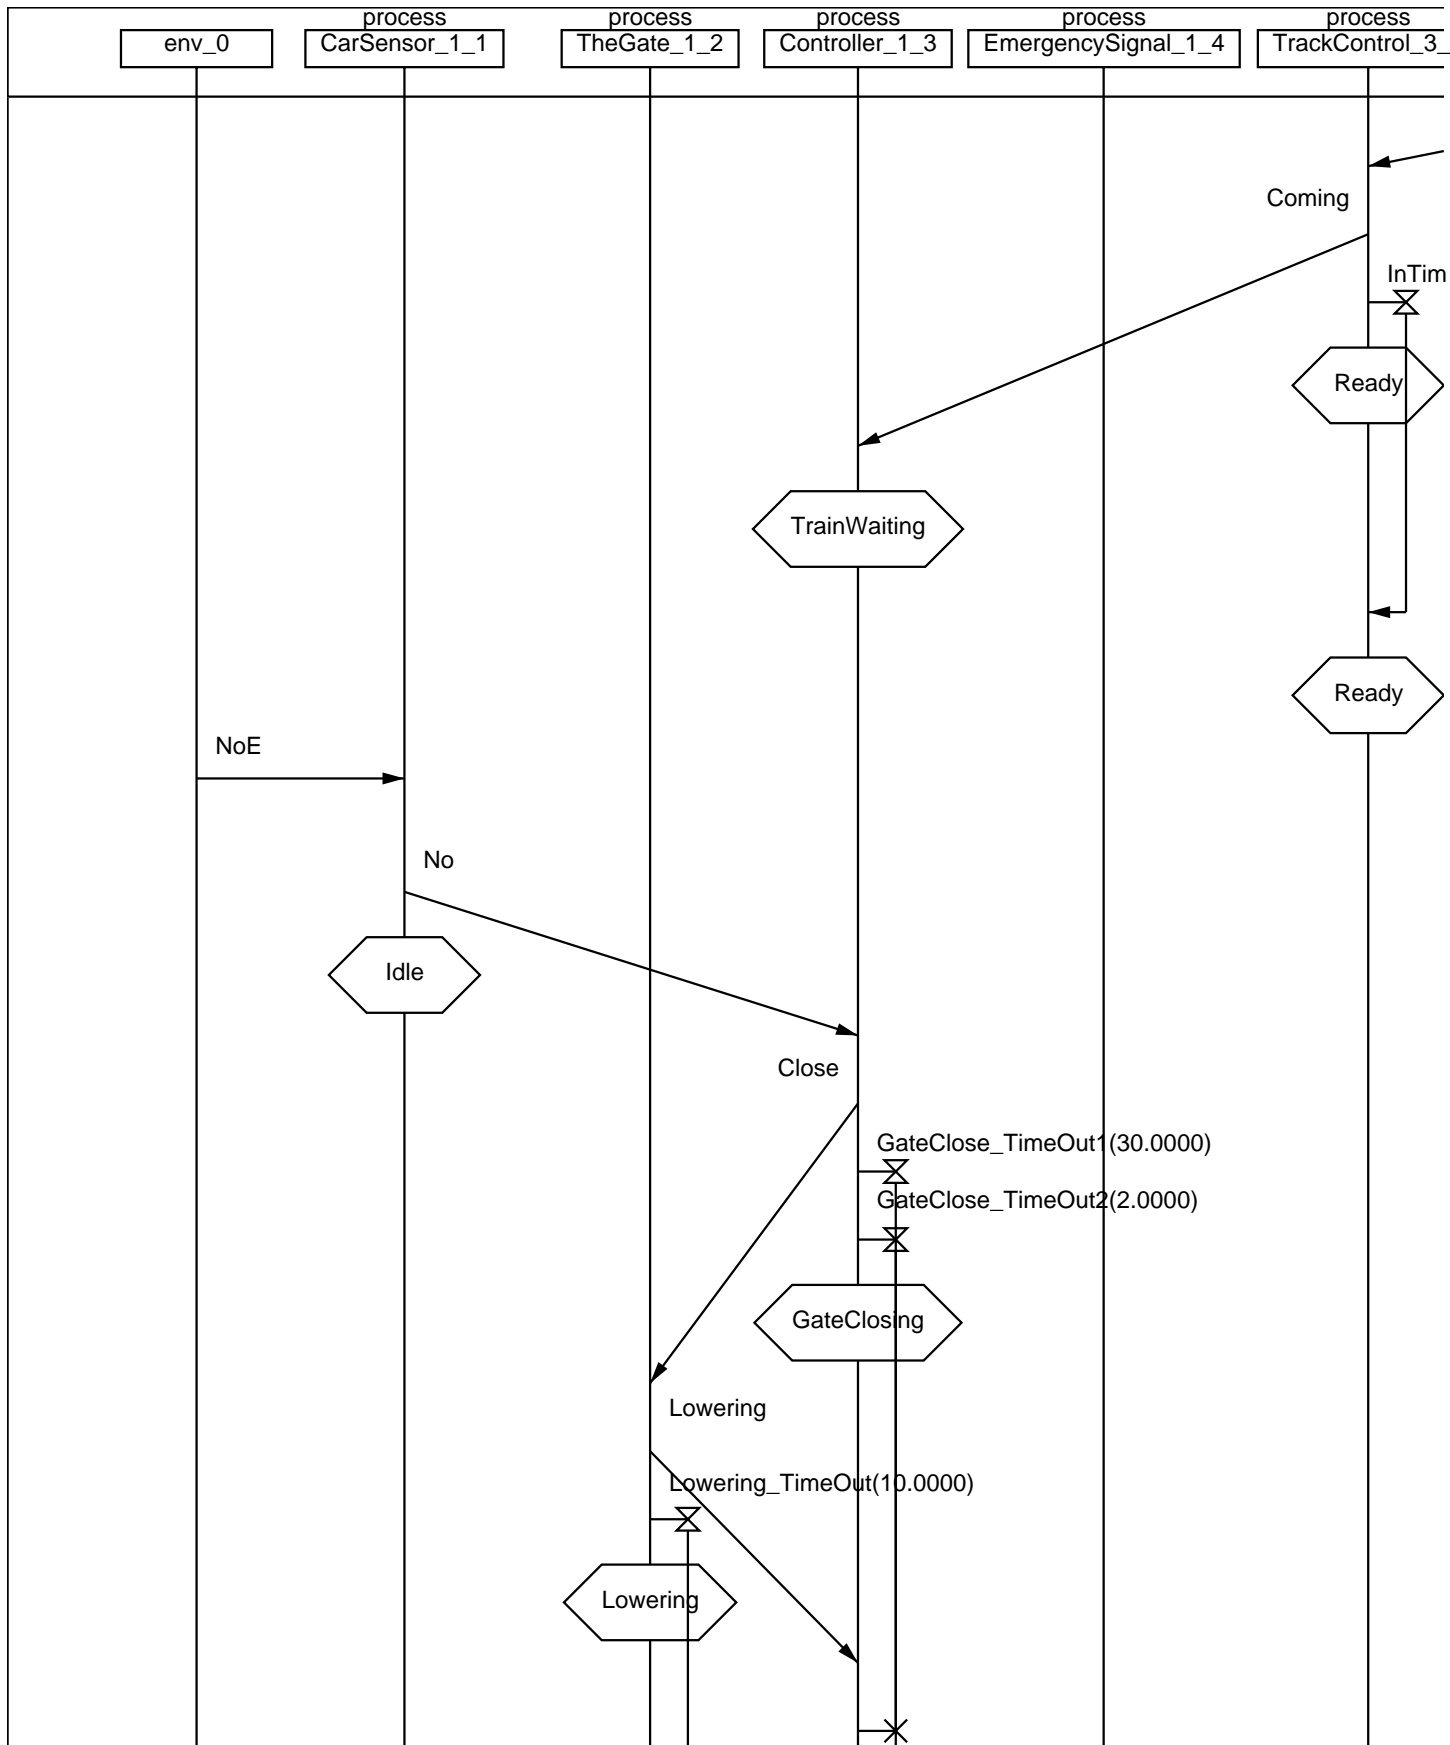 process process process process process
env_0 CarSensor_1_1 TheGate_1_2 Controller_1_3 EmergencySignal_1_4 TrackControl_3_
Coming
InTim
Ready
TrainWaiting
Ready
NoE
No
Idle
Close
GateClose_TimeOut1(30.0000)
GateClose_TimeOut2(2.0000)
GateClosing
Lowering
Lowering_TimeOut(10.0000)
Lowering